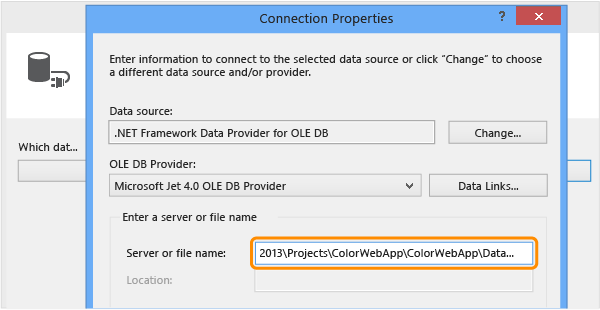 Connection Properties
?
Enter information to connect to the selected data source or click "Change" to choose
a different data source and/or provider.
Data source:
.NET Framework Data Provider for OLE DB
Change...
Which dat...
OLE DB Provider:
Microsoft Jet 4.0 OLE DB Provider
Data Links...
Enter a server or file name
Server or file name:
2013\Projects\ColorWebApp\ColorWebApp\Data...
Location: